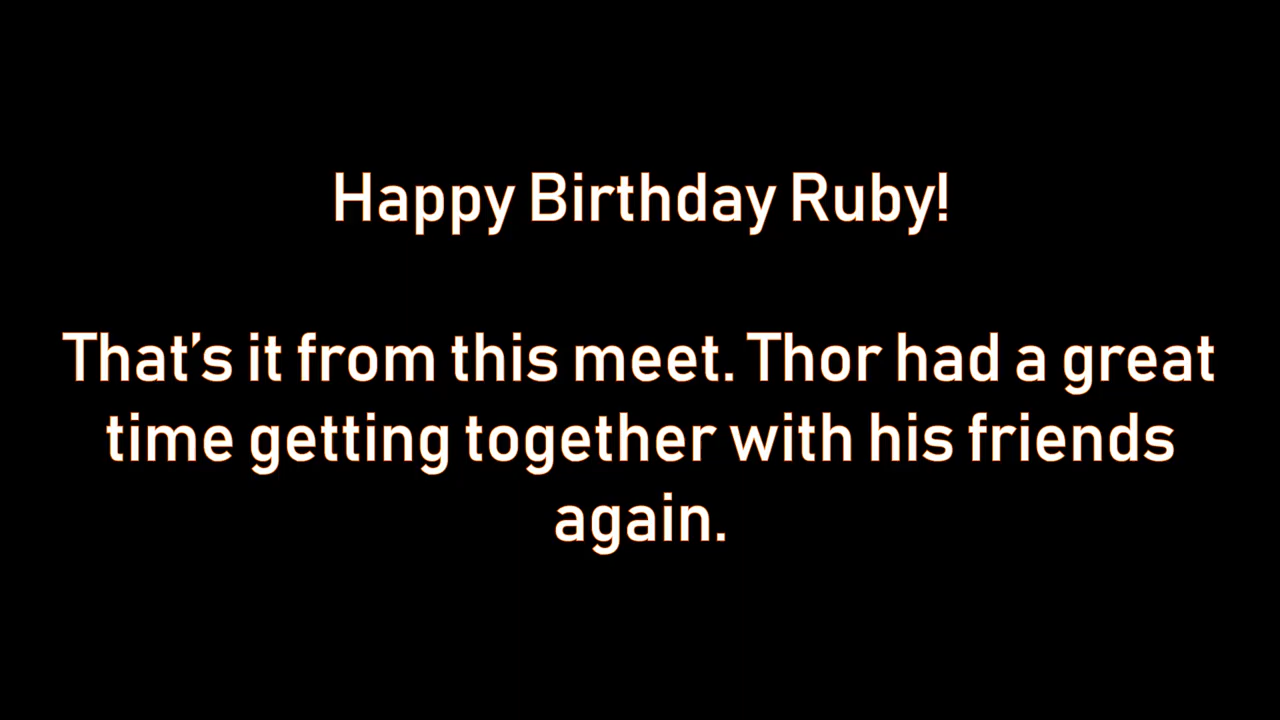 Happy Birthday Ruby!
That’s it from this meet. Thor had a great
time getting together with his friends
again.